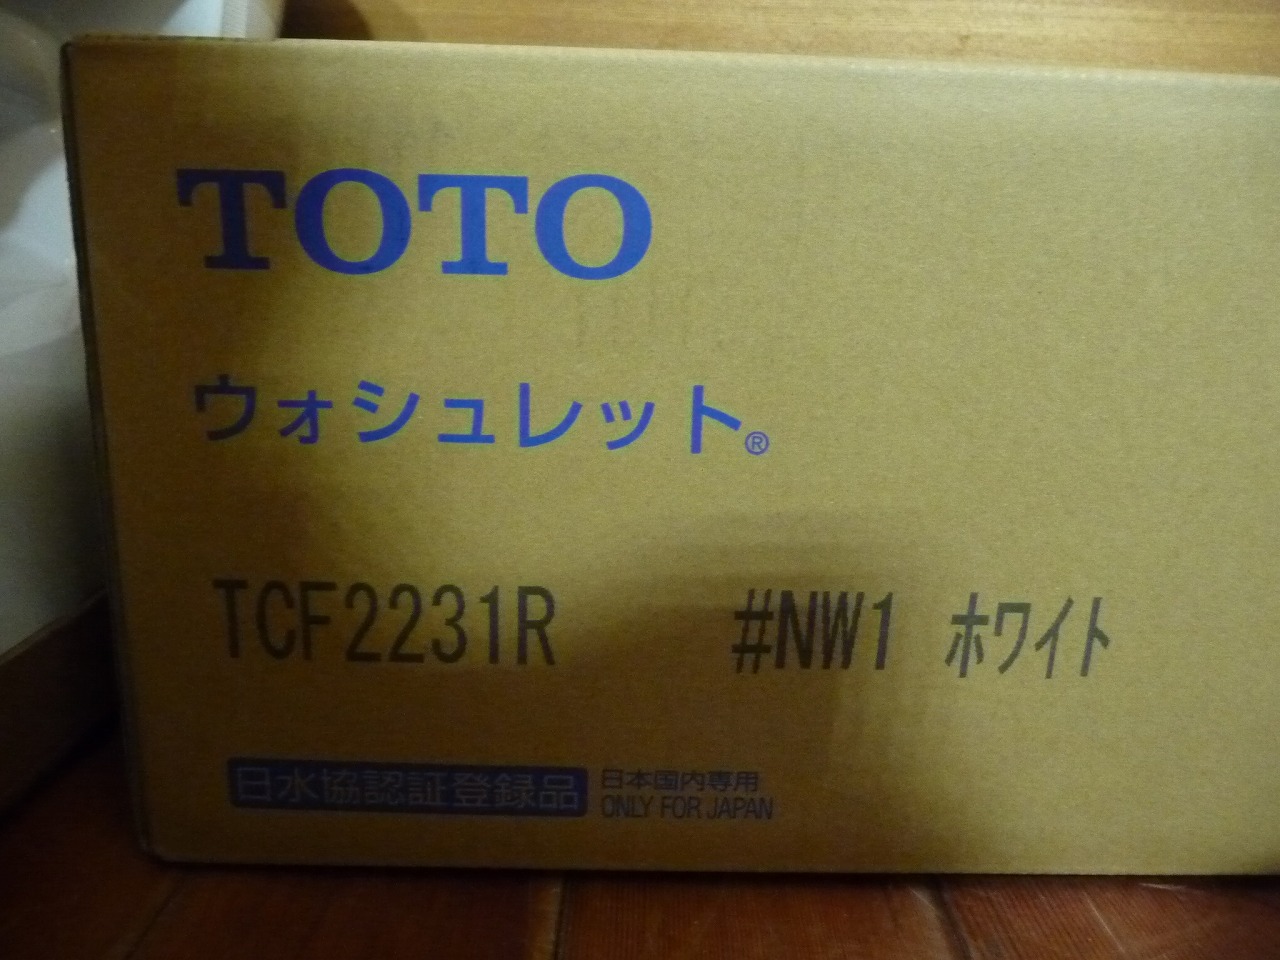 TOTO
ウォシュレット®
TCF2231R #NW1 ホワイト
日水協認証登録品 日本国内専用
ONLY FOR JAPAN